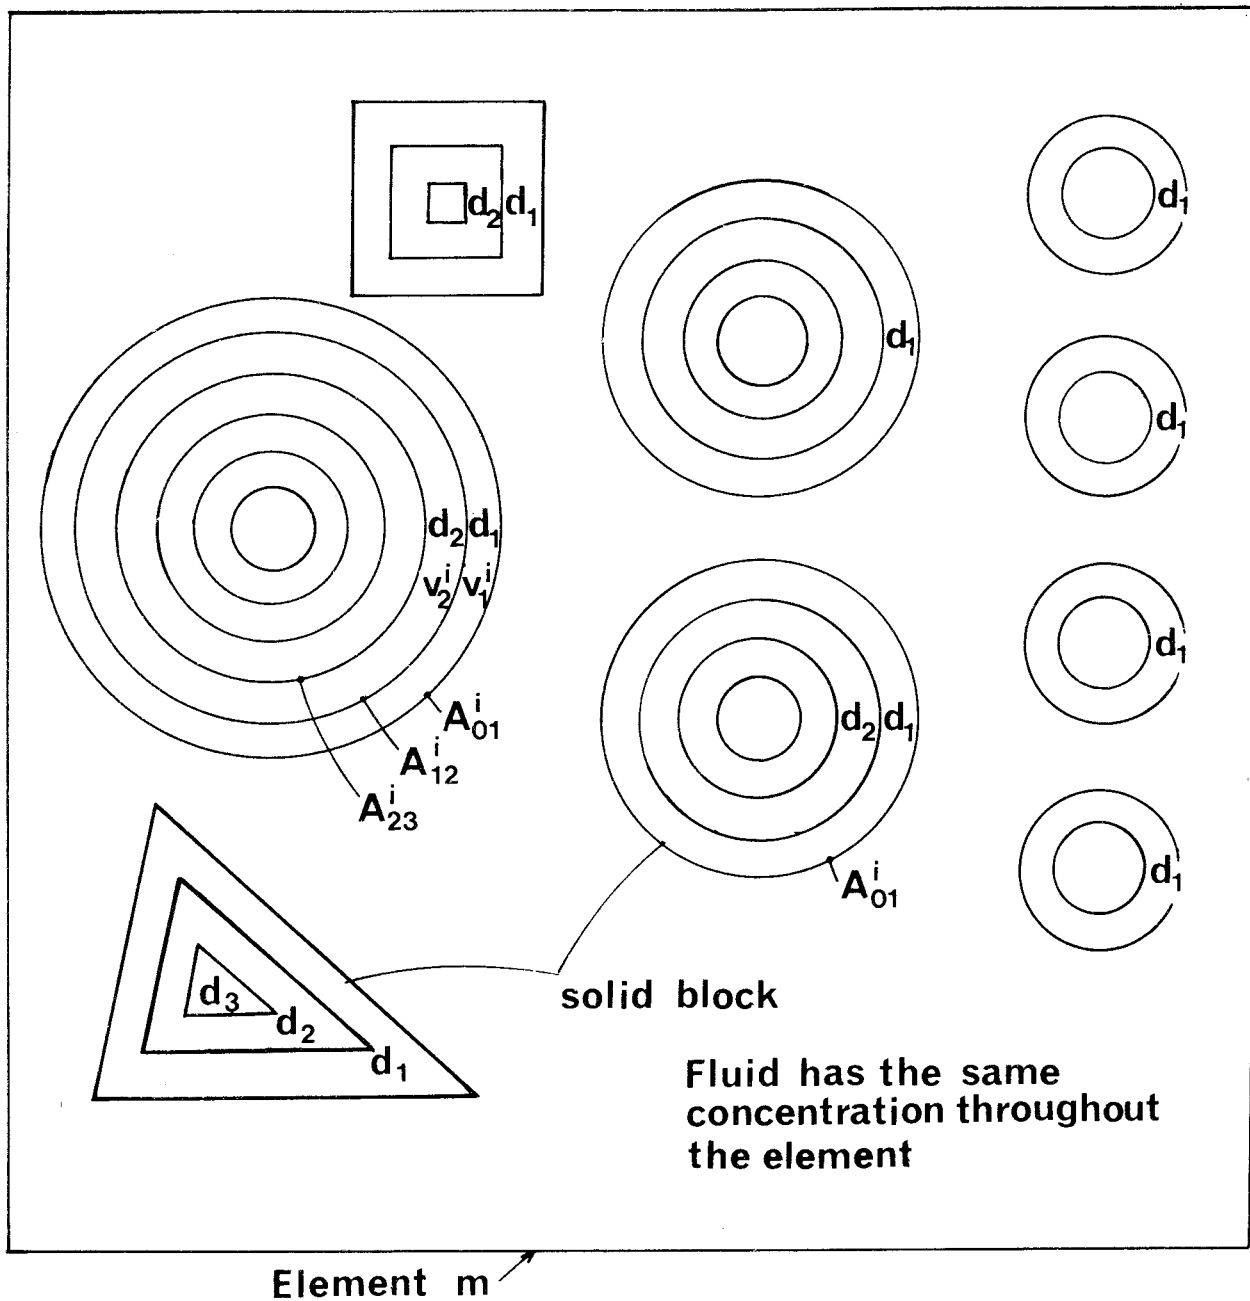 d₂ d₁
d₁
d₁
d₁
d₁
d₂ d₁
v₂ⁱ v₁ⁱ
A₀₁ⁱ
A₁₂ⁱ
A₂₃ⁱ
d₂ d₁
A₀₁ⁱ
d₁
d₁
d₃
d₂
d₁
solid block
Fluid has the same
concentration throughout
the element
Element m